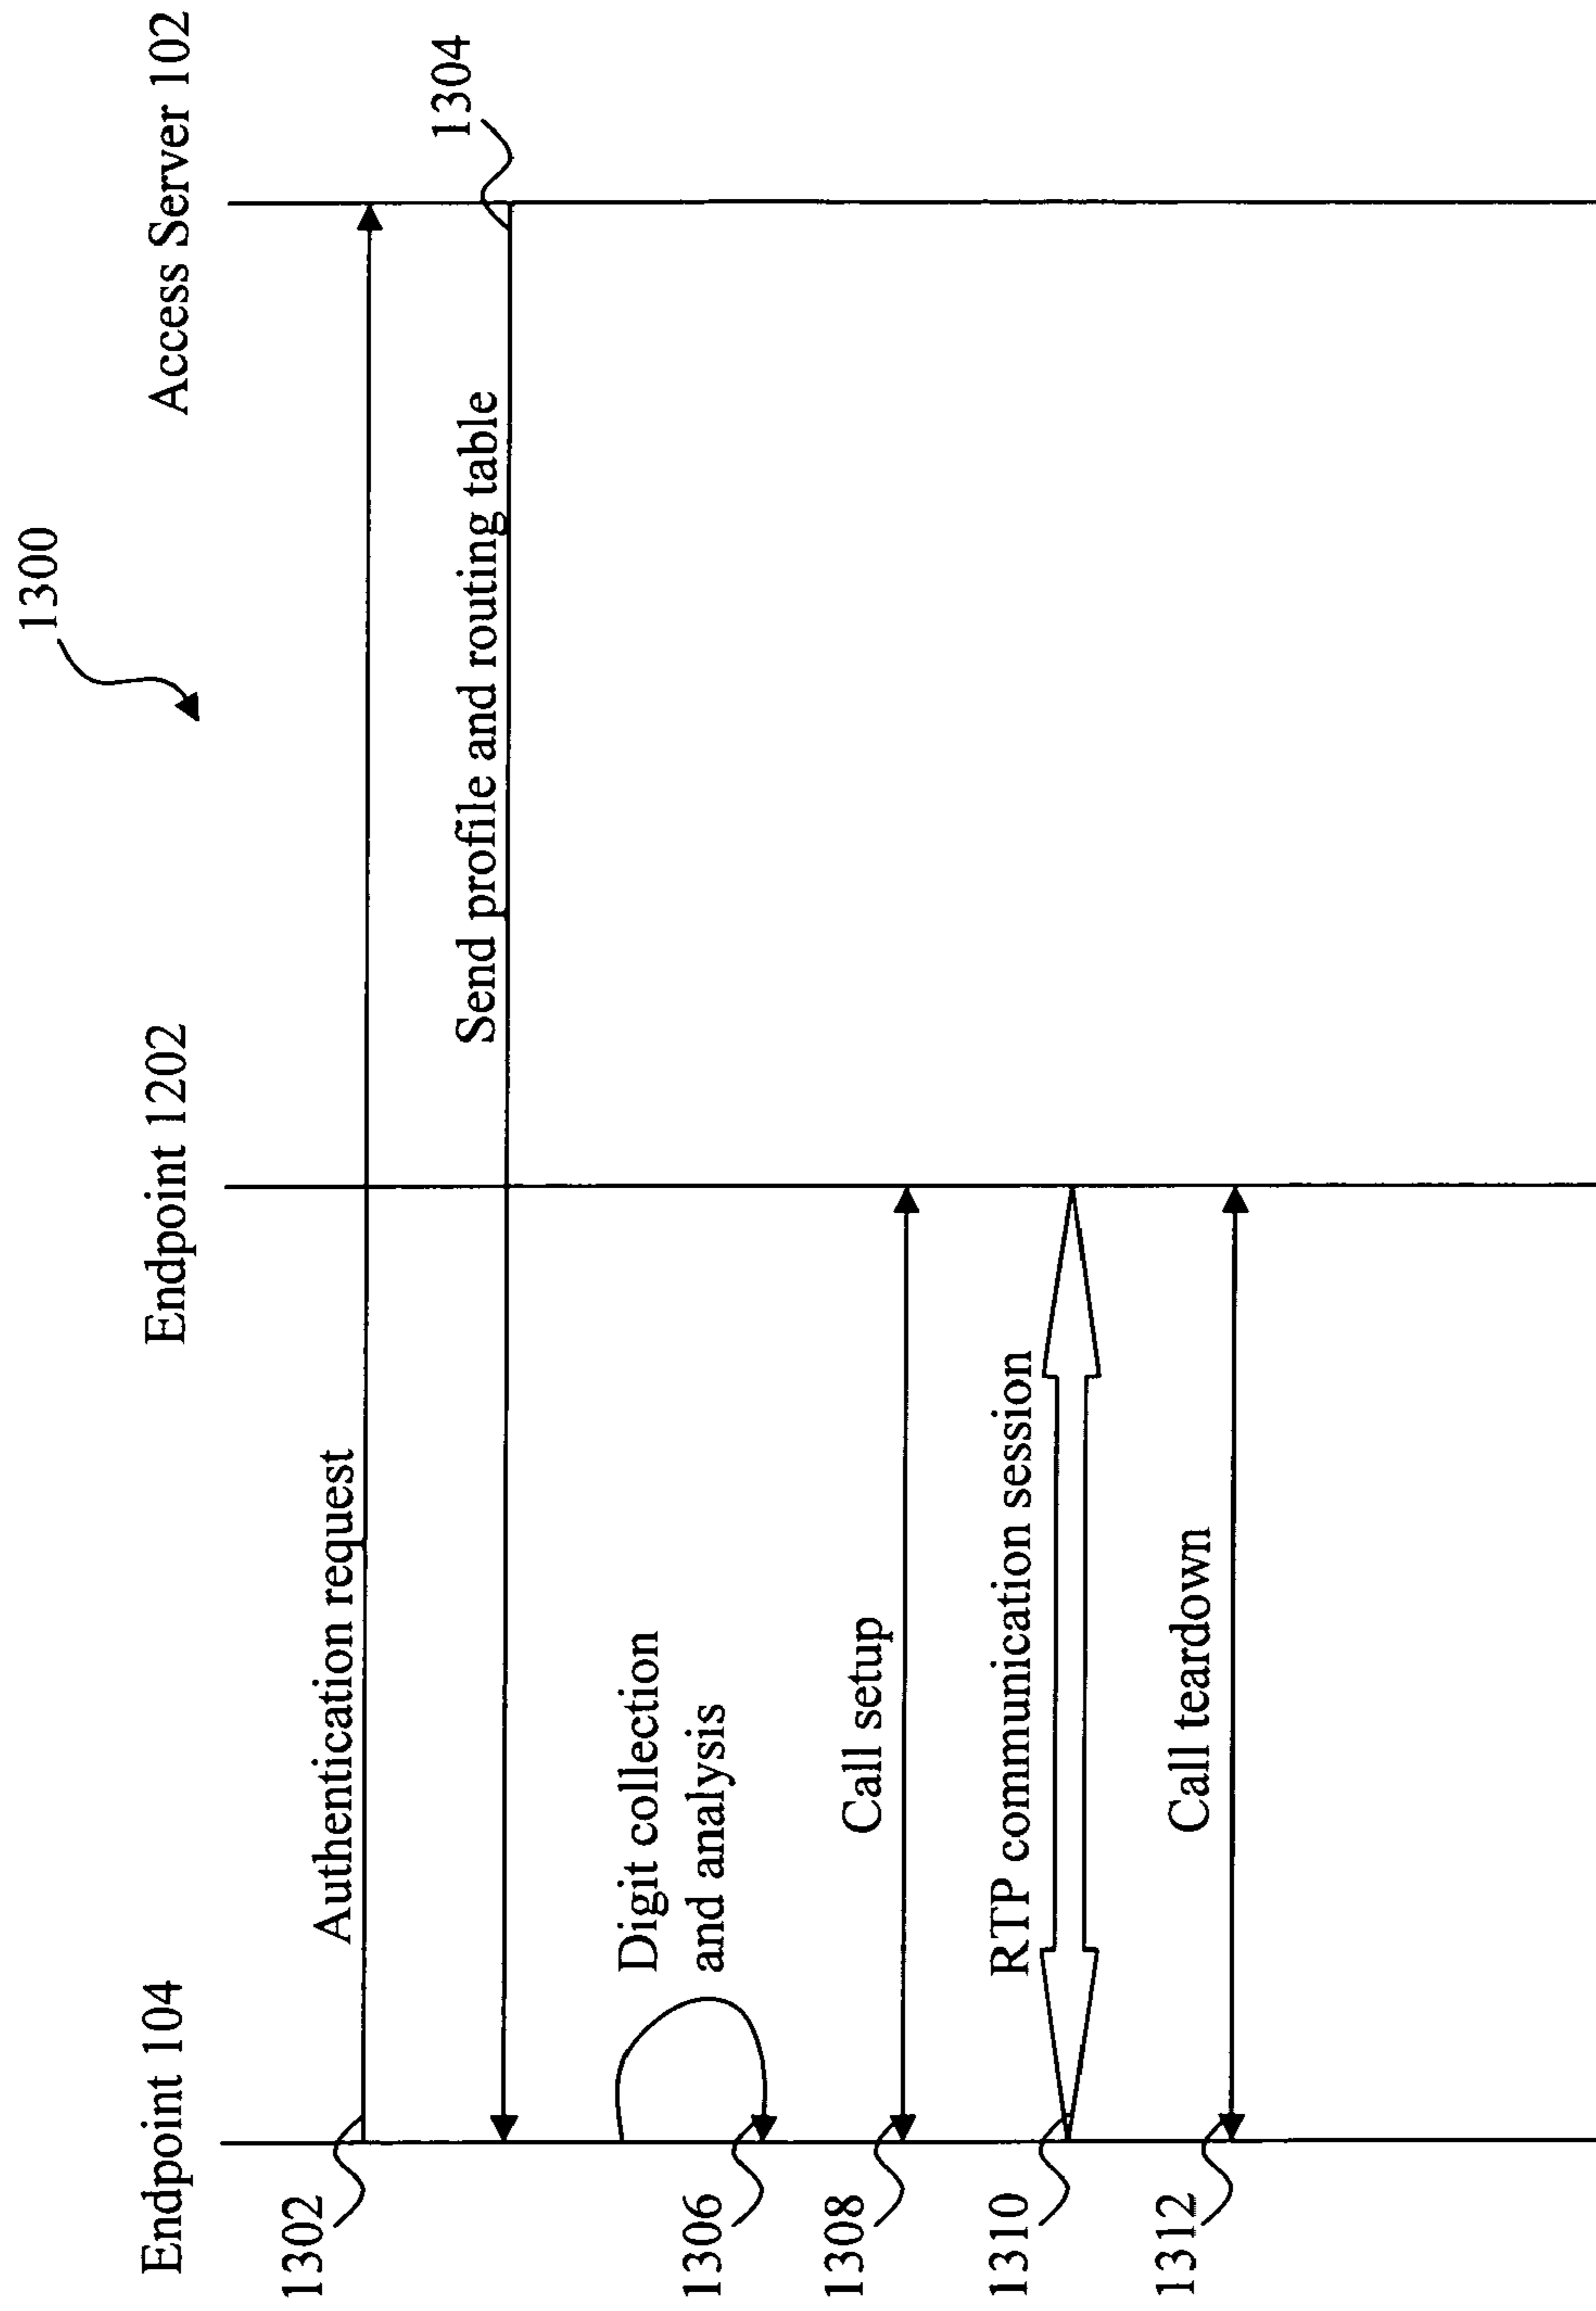 1300
Endpoint 104
Endpoint 1202
Access Server 102
1302
Authentication request
Send profile and routing table
1304
Digit collection
and analysis
1306
Call setup
1308
RTP communication session
1310
Call teardown
1312